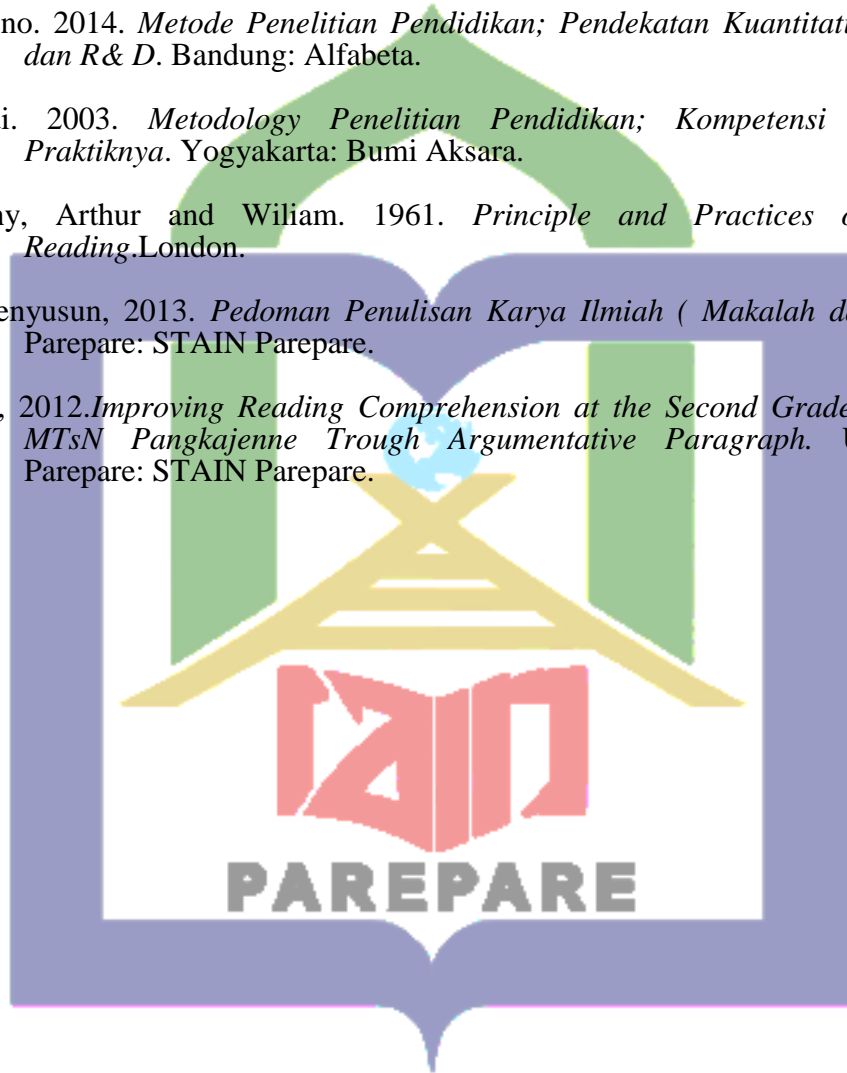 no. 2014. Metode Penelitian Pendidikan; Pendekatan Kuantitati
dan R& D. Bandung: Alfabeta.
i. 2003. Metodology Penelitian Pendidikan; Kompetensi
Praktiknya. Yogyakarta: Bumi Aksara.
ny, Arthur and Wiliam. 1961. Principle and Practices o
Reading.London.
enyusun, 2013. Pedoman Penulisan Karya Ilmiah ( Makalah da
Parepare: STAIN Parepare.
, 2012.Improving Reading Comprehension at the Second Grade
MTsN Pangkajenne Trough Argumentative Paragraph. U
Parepare: STAIN Parepare.
iain
PAREPARE